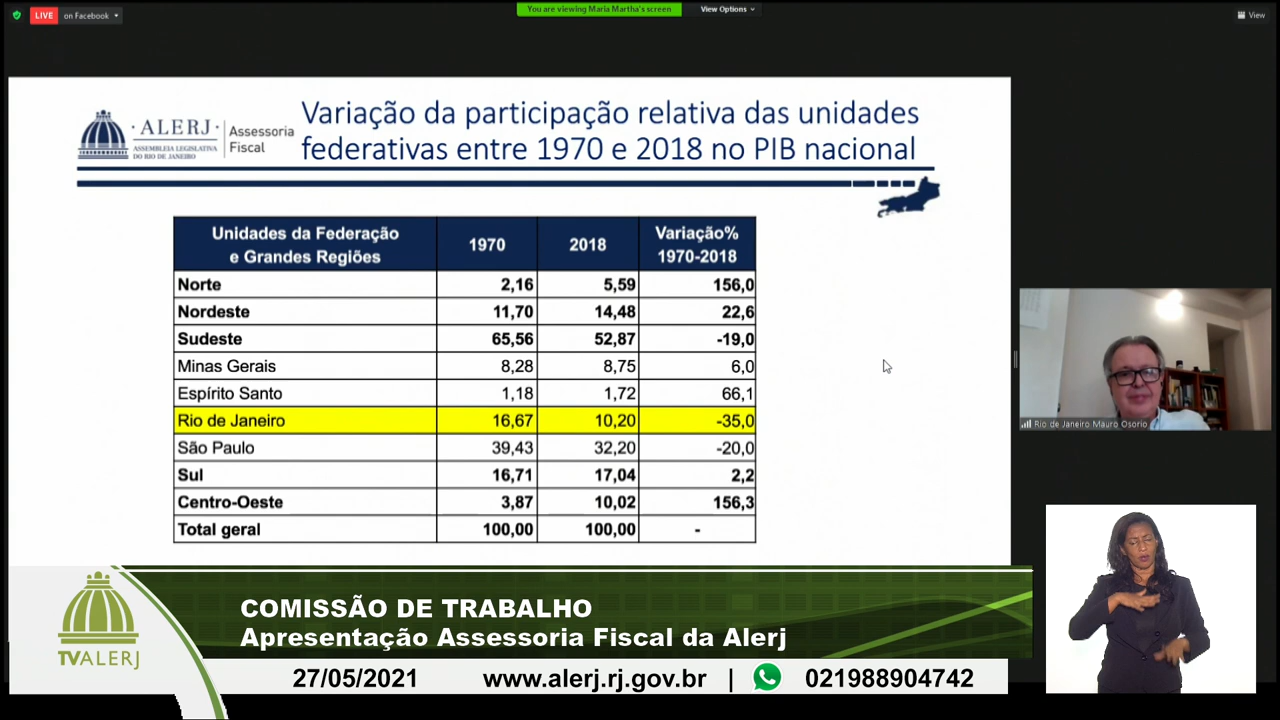 LIVE on Facebook
You are viewing Maria Martha's screen
View Options
View
ALERJ
ASSEMBLEIA LEGISLATIVA
DO RIO DE JANEIRO
Assessoria
Fiscal
Variação da participação relativa das unidades
federativas entre 1970 e 2018 no PIB nacional
Unidades da Federação
e Grandes Regiões
1970
2018
Variação%
1970-2018
Norte 2,16 5,59 156,0
Nordeste 11,70 14,48 22,6
Sudeste 65,56 52,87 -19,0
Minas Gerais 8,28 8,75 6,0
Espírito Santo 1,18 1,72 66,1
Rio de Janeiro 16,67 10,20 -35,0
São Paulo 39,43 32,20 -20,0
Sul 16,71 17,04 2,2
Centro-Oeste 3,87 10,02 156,3
Total geral 100,00 100,00 -
Rio de Janeiro Mauro Osorio
TVALERJ
COMISSÃO DE TRABALHO
Apresentação Assessoria Fiscal da Alerj
27/05/2021 www.alerj.rj.gov.br | 021988904742